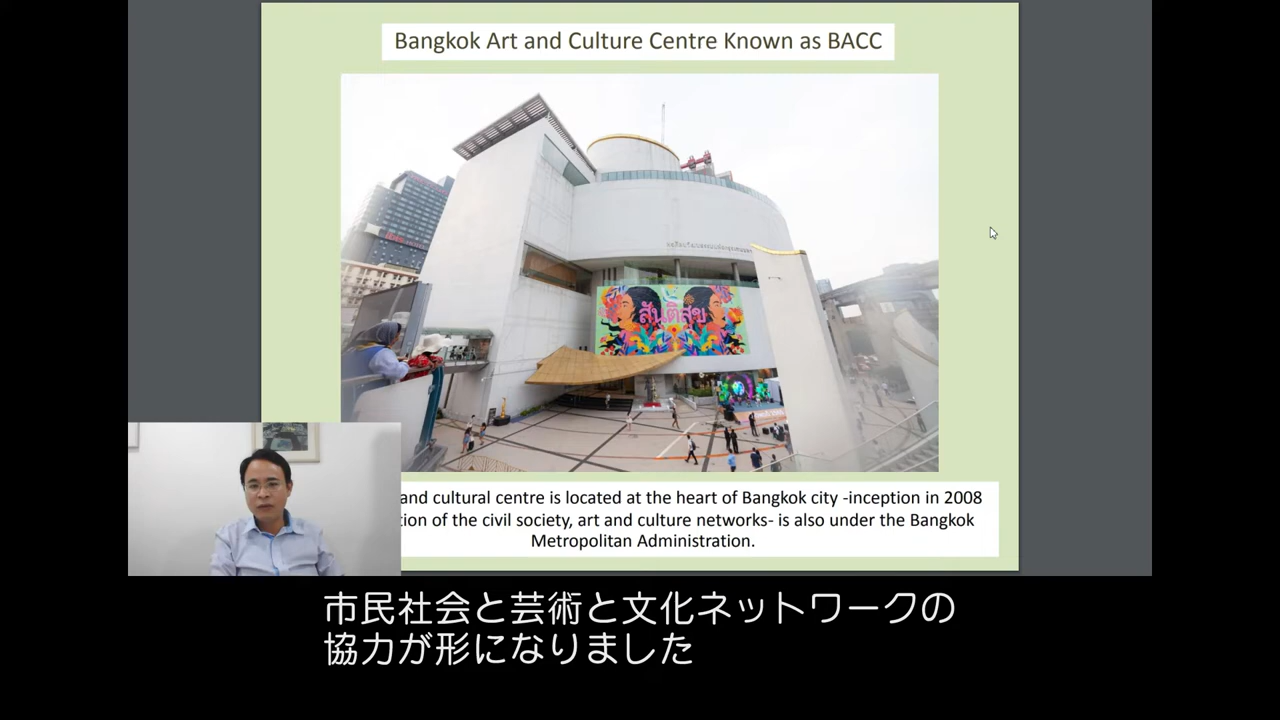 Bangkok Art and Culture Centre Known as BACC
สันติสุข
and cultural centre is located at the heart of Bangkok city -inception in 2008
tion of the civil society, art and culture networks- is also under the Bangkok
Metropolitan Administration.
市民社会と芸術と文化ネットワークの
協力が形になりました